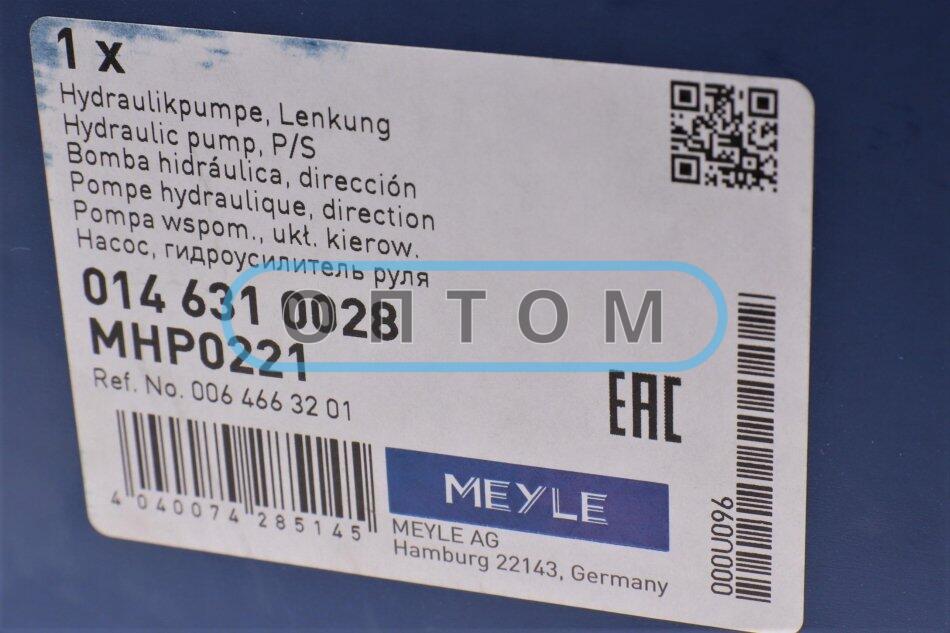 1 x
Hydraulikpumpe, Lenkung
Hydraulic pump, P/S
Bomba hidráulica, dirección
Pompe hydraulique, direction
Pompa wspom., ukł. kierow.
Насос, гидроусилитель руля
014 631 0028
MHP0221
Ref. No. 006 466 32 01
ОПТОМ
EAC
4 040074 285145
MEYLE
MEYLE AG
Hamburg 22143, Germany
000U096